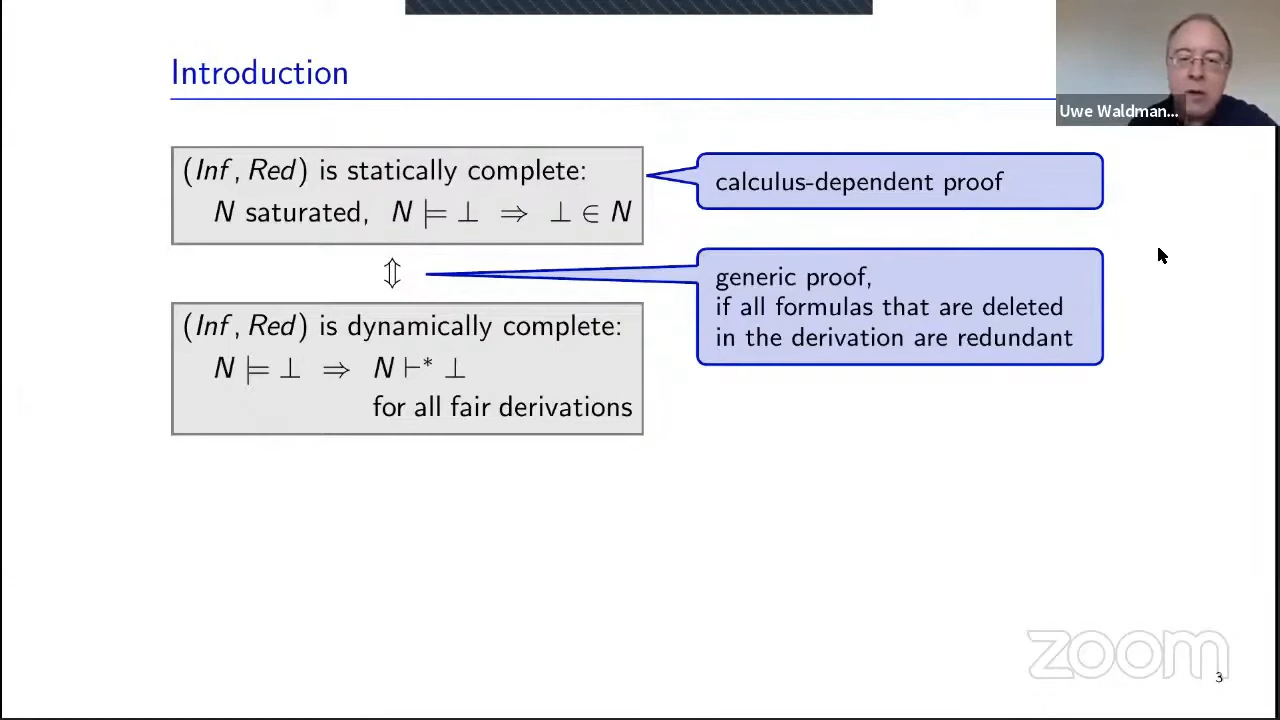 Introduction
Uwe Waldman...
(Inf, Red) is statically complete:
N saturated, N ⊨ ⊥ ⇒ ⊥ ∈ N
calculus-dependent proof
⇕
generic proof,
if all formulas that are deleted
in the derivation are redundant
(Inf, Red) is dynamically complete:
N ⊨ ⊥ ⇒ N ⊢* ⊥
for all fair derivations
zoom
3